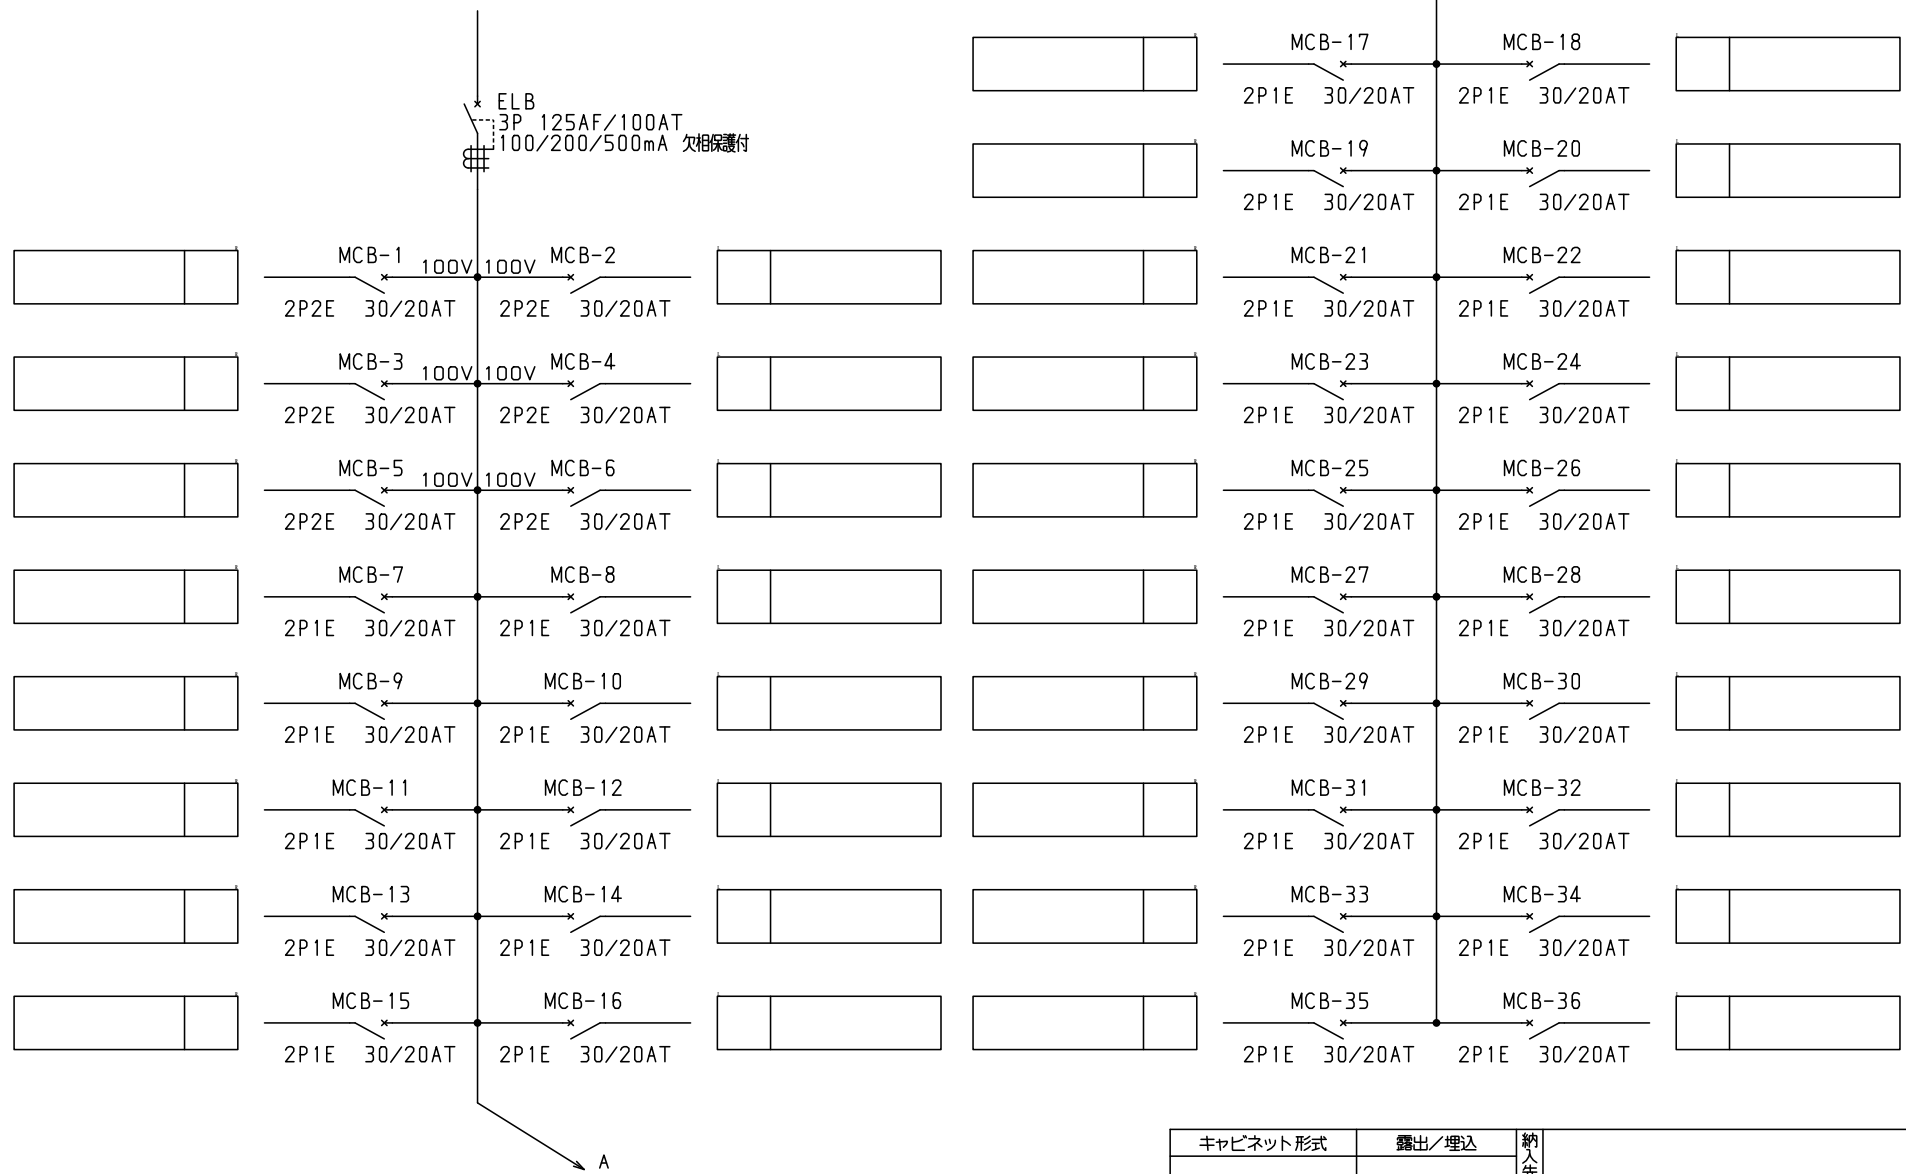 ELB
3P 125AF/100AT
100/200/500mA 欠相保護付
MCB-1 100V 100V MCB-2
2P2E 30/20AT 2P2E 30/20AT
MCB-3 100V 100V MCB-4
2P2E 30/20AT 2P2E 30/20AT
MCB-5 100V 100V MCB-6
2P2E 30/20AT 2P2E 30/20AT
MCB-7 MCB-8
2P1E 30/20AT 2P1E 30/20AT
MCB-9 MCB-10
2P1E 30/20AT 2P1E 30/20AT
MCB-11 MCB-12
2P1E 30/20AT 2P1E 30/20AT
MCB-13 MCB-14
2P1E 30/20AT 2P1E 30/20AT
MCB-15 MCB-16
2P1E 30/20AT 2P1E 30/20AT
A
MCB-17 MCB-18
2P1E 30/20AT 2P1E 30/20AT
MCB-19 MCB-20
2P1E 30/20AT 2P1E 30/20AT
MCB-21 MCB-22
2P1E 30/20AT 2P1E 30/20AT
MCB-23 MCB-24
2P1E 30/20AT 2P1E 30/20AT
MCB-25 MCB-26
2P1E 30/20AT 2P1E 30/20AT
MCB-27 MCB-28
2P1E 30/20AT 2P1E 30/20AT
MCB-29 MCB-30
2P1E 30/20AT 2P1E 30/20AT
MCB-31 MCB-32
2P1E 30/20AT 2P1E 30/20AT
MCB-33 MCB-34
2P1E 30/20AT 2P1E 30/20AT
MCB-35 MCB-36
2P1E 30/20AT 2P1E 30/20AT
キャビネット形式 露出/埋込 納入先